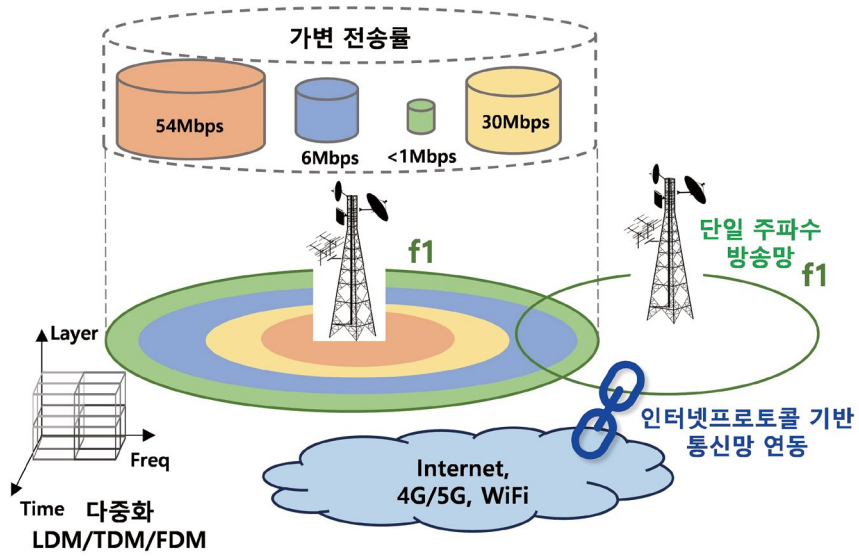 가변 전송률
54Mbps
6Mbps
<1Mbps
30Mbps
f1
단일 주파수
방송망
f1
Layer
Freq
Time
다중화
LDM/TDM/FDM
인터넷프로토콜 기반
통신망 연동
Internet,
4G/5G, WiFi